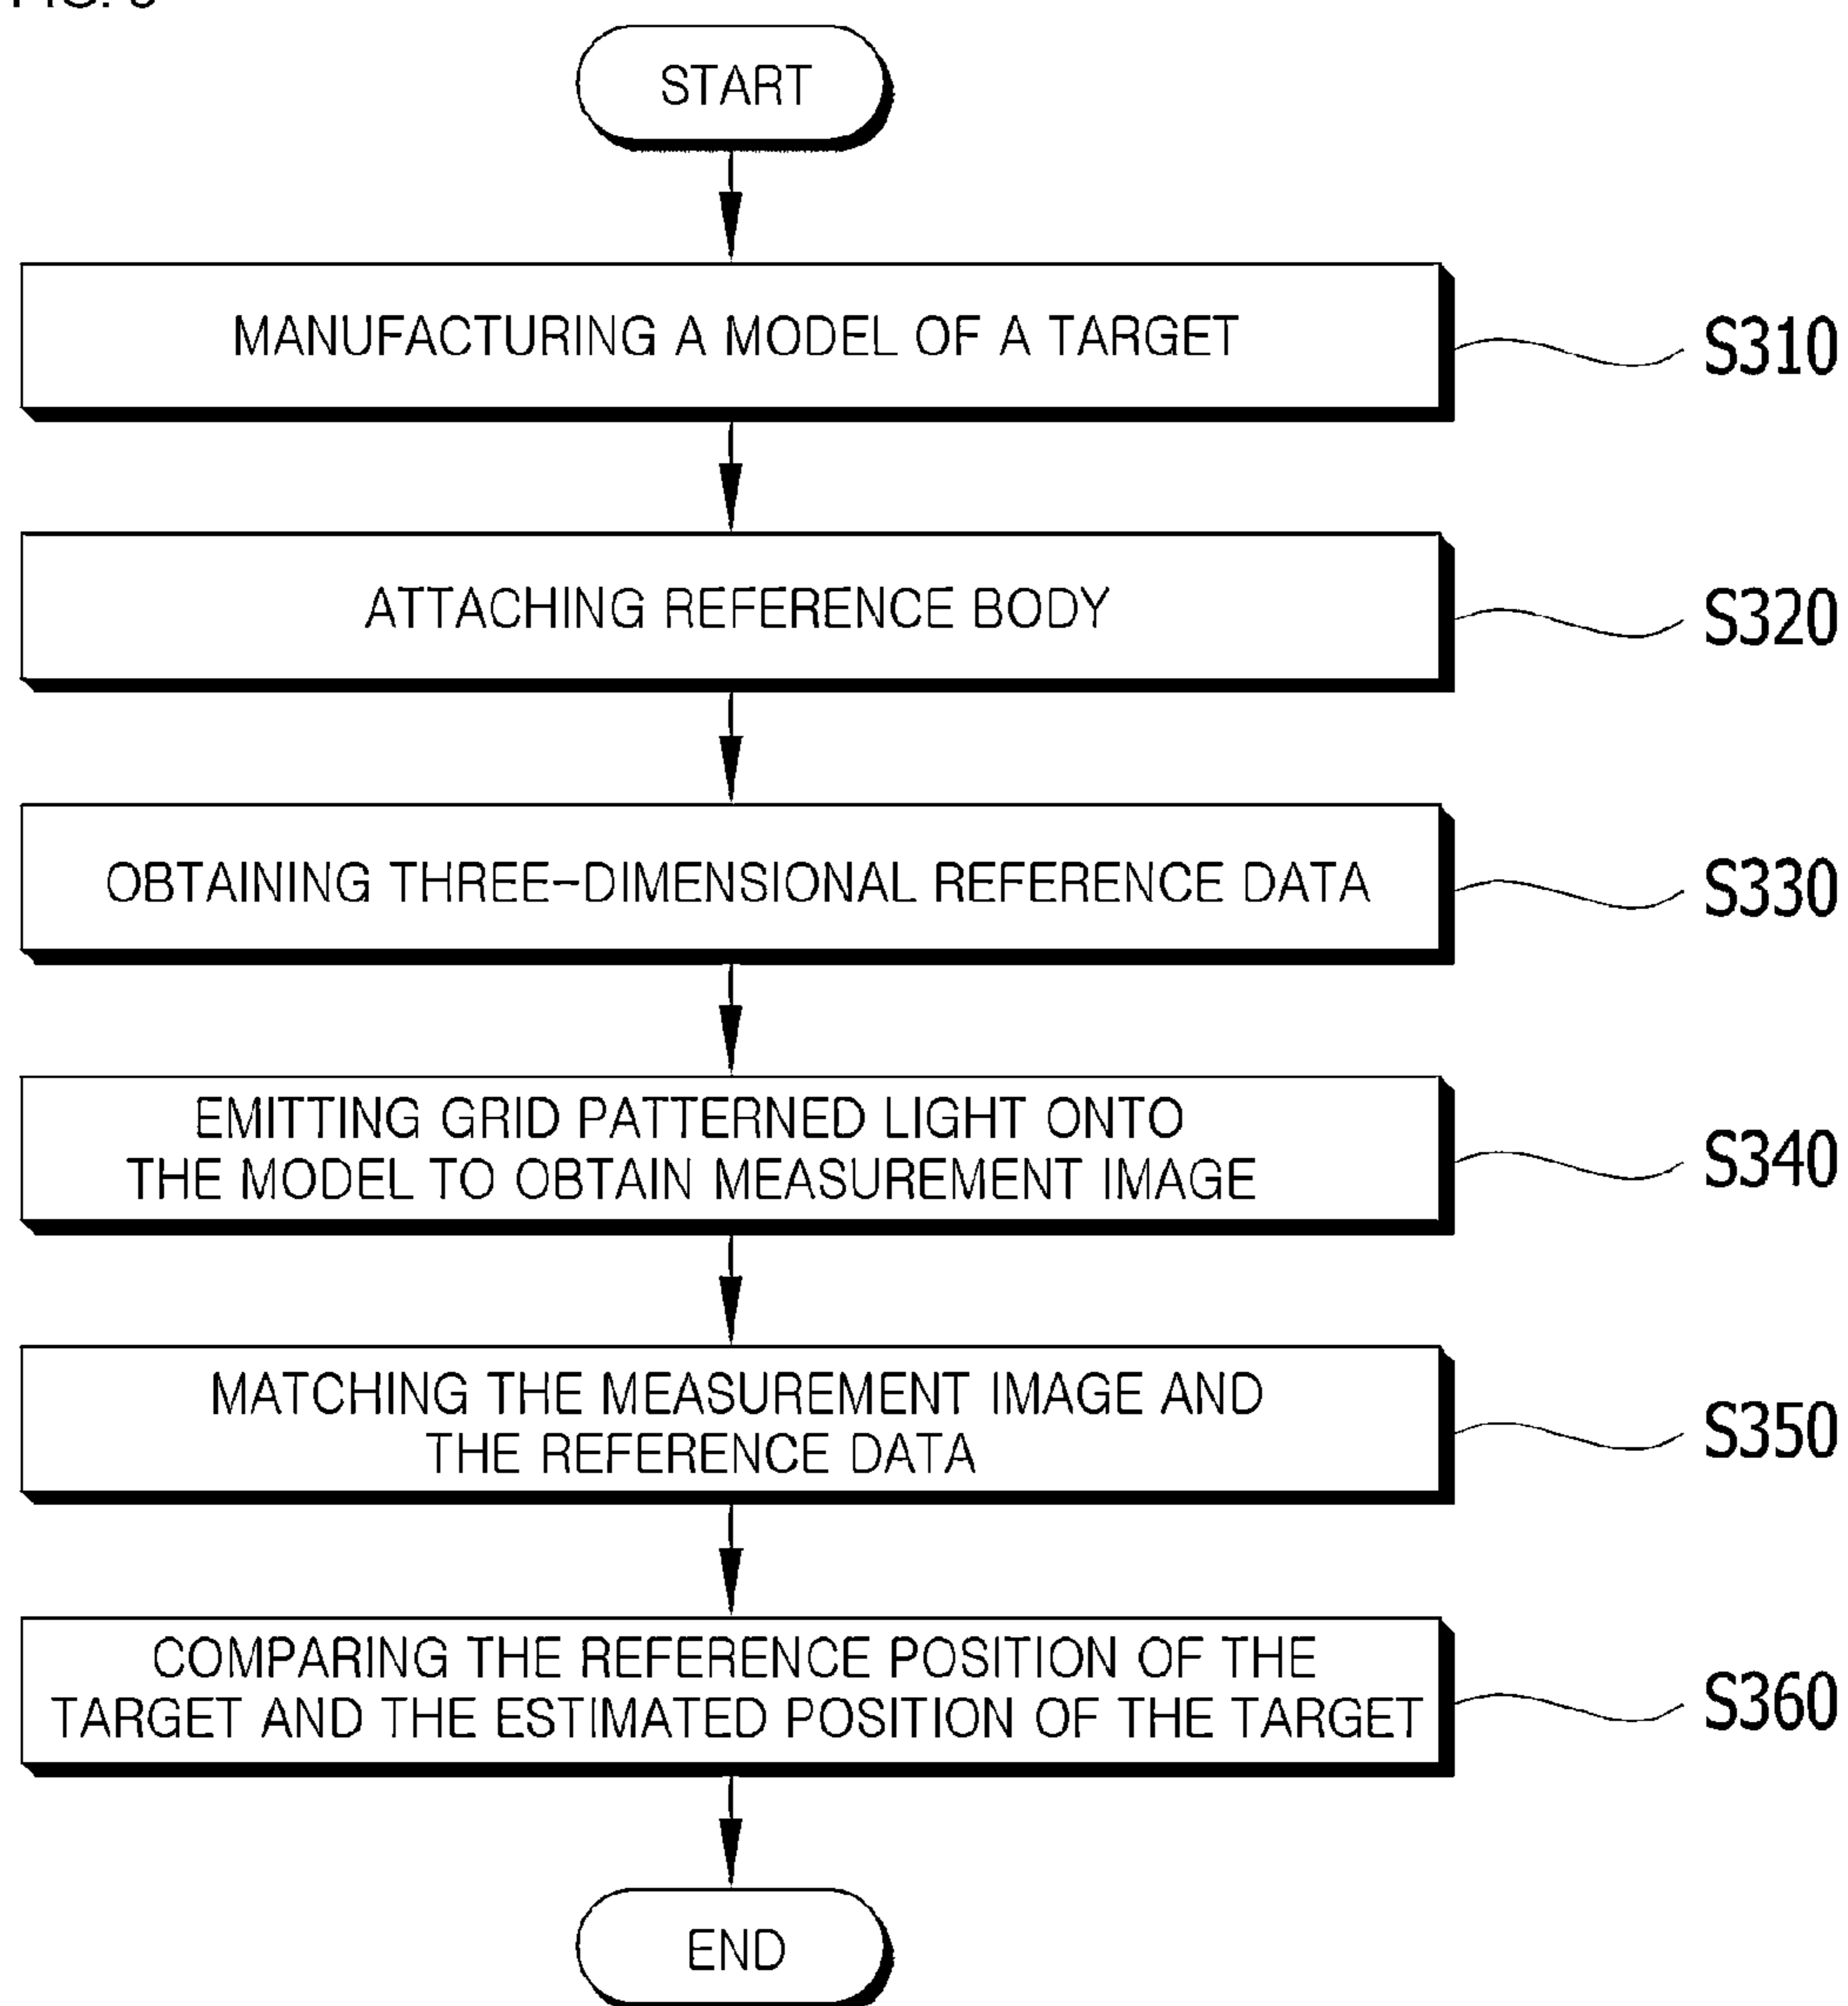 START
MANUFACTURING A MODEL OF A TARGET
S310
ATTACHING REFERENCE BODY
S320
OBTAINING THREE-DIMENSIONAL REFERENCE DATA
S330
EMITTING GRID PATTERNED LIGHT ONTO
THE MODEL TO OBTAIN MEASUREMENT IMAGE
S340
MATCHING THE MEASUREMENT IMAGE AND
THE REFERENCE DATA
S350
COMPARING THE REFERENCE POSITION OF THE
TARGET AND THE ESTIMATED POSITION OF THE TARGET
S360
END